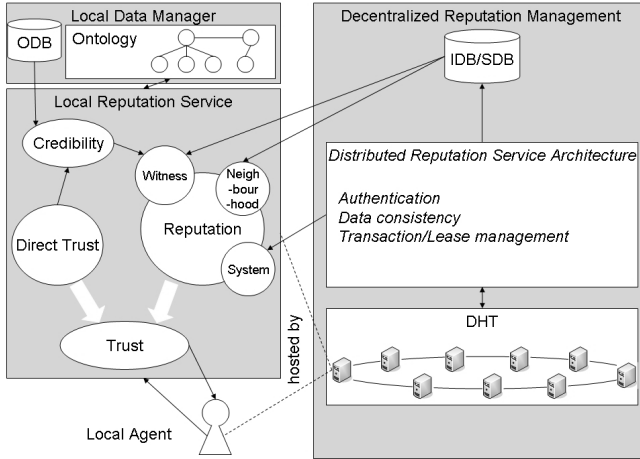 Local Data Manager
ODB
Ontology
Local Reputation Service
Credibility
Witness
Neigh
-bour
-hood
Direct Trust
Reputation
System
Trust
Local Agent
hosted by
Decentralized Reputation Management
IDB/SDB
Distributed Reputation Service Architecture
Authentication
Data consistency
Transaction/Lease management
DHT